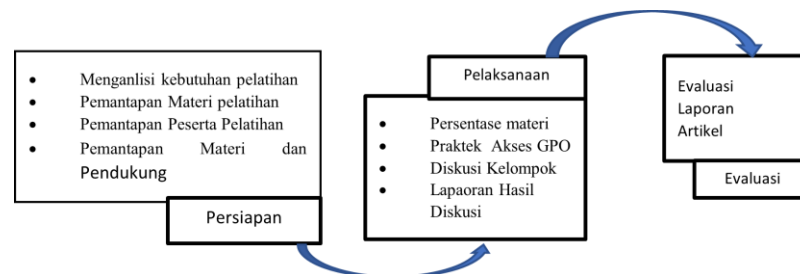 Menganlisi kebutuhan pelatihan
Pemantapan Materi pelatihan
Pemantapan Peserta Pelatihan
Pemantapan Materi dan
Pendukung
Persiapan
Pelaksanaan
Persentase materi
Praktek Akses GPO
Diskusi Kelompok
Lapaoran Hasil
Diskusi
Evaluasi
Laporan
Artikel
Evaluasi